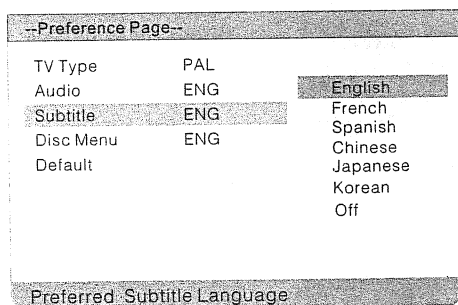 --Preference Page--
TV Type PAL
Audio ENG
Subtitle ENG
Disc Menu ENG
Default
English
French
Spanish
Chinese
Japanese
Korean
Off
Preferred Subtitle Language